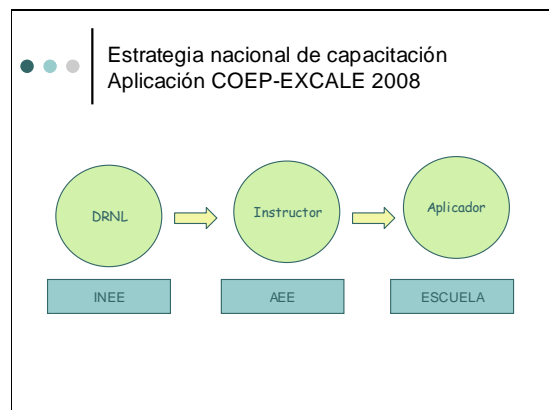 Estrategia nacional de capacitación
Aplicación COEP-EXCALE 2008
DRNL
Instructor
Aplicador
INEE
AEE
ESCUELA